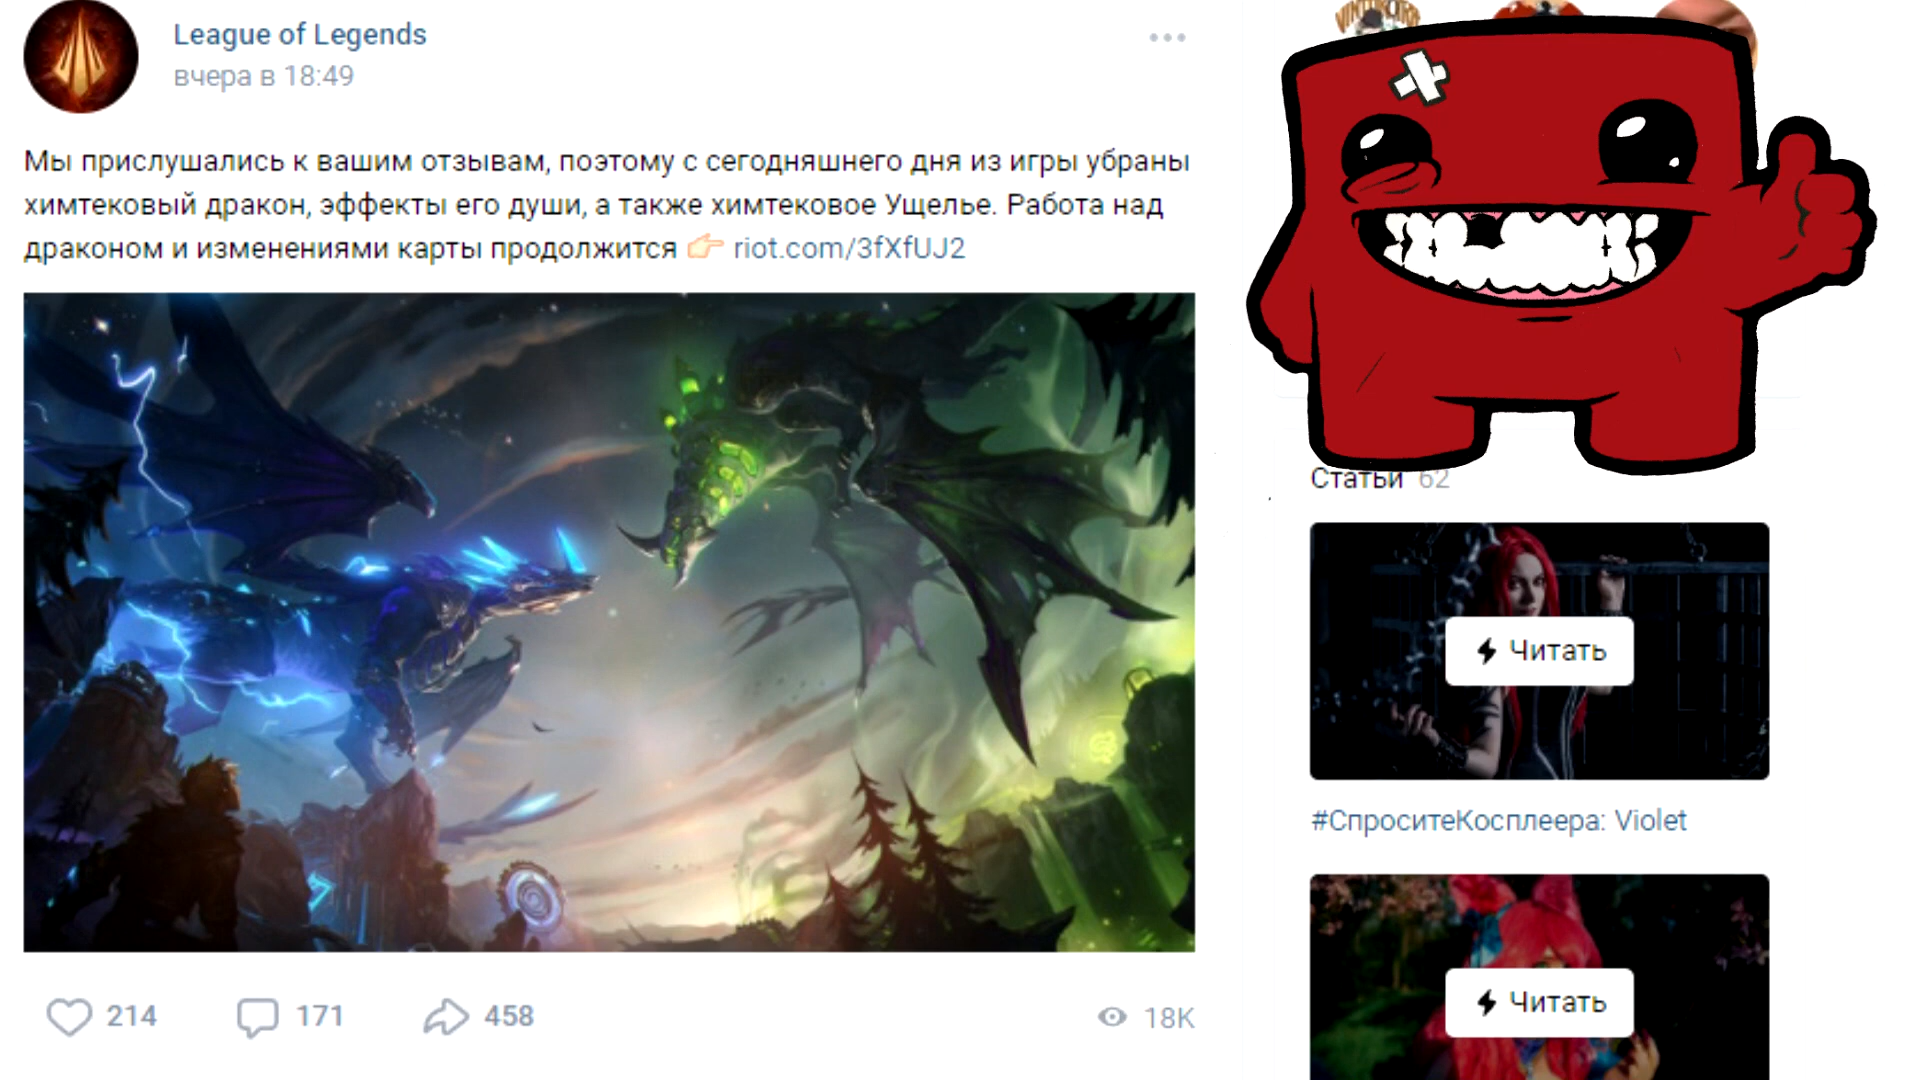 League of Legends
вчера в 18:49
Мы прислушались к вашим отзывам, поэтому с сегодняшнего дня из игры убраны
химтековый дракон, эффекты его души, а также химтековое Ущелье. Работа над
драконом и изменениями карты продолжится 👉 riot.com/3fXfUJ2
214
171
458
18K
Статьи 62
Читать
#СпроситеКосплеера: Violet
Читать